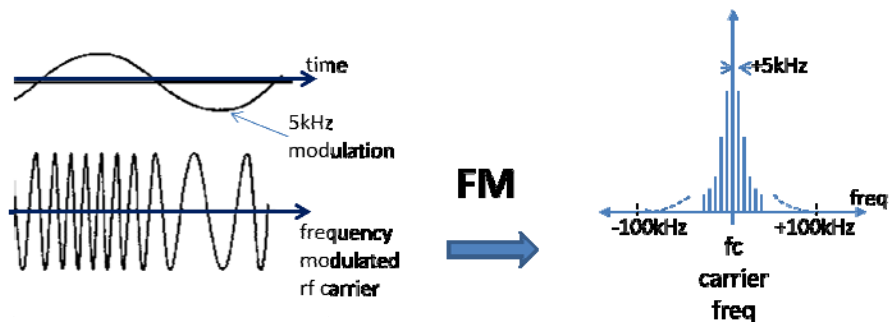 time
5kHz
modulation
frequency
modulated
rf carrier
FM
+5kHz
freq
-100kHz
+100kHz
fc
carrier
freq